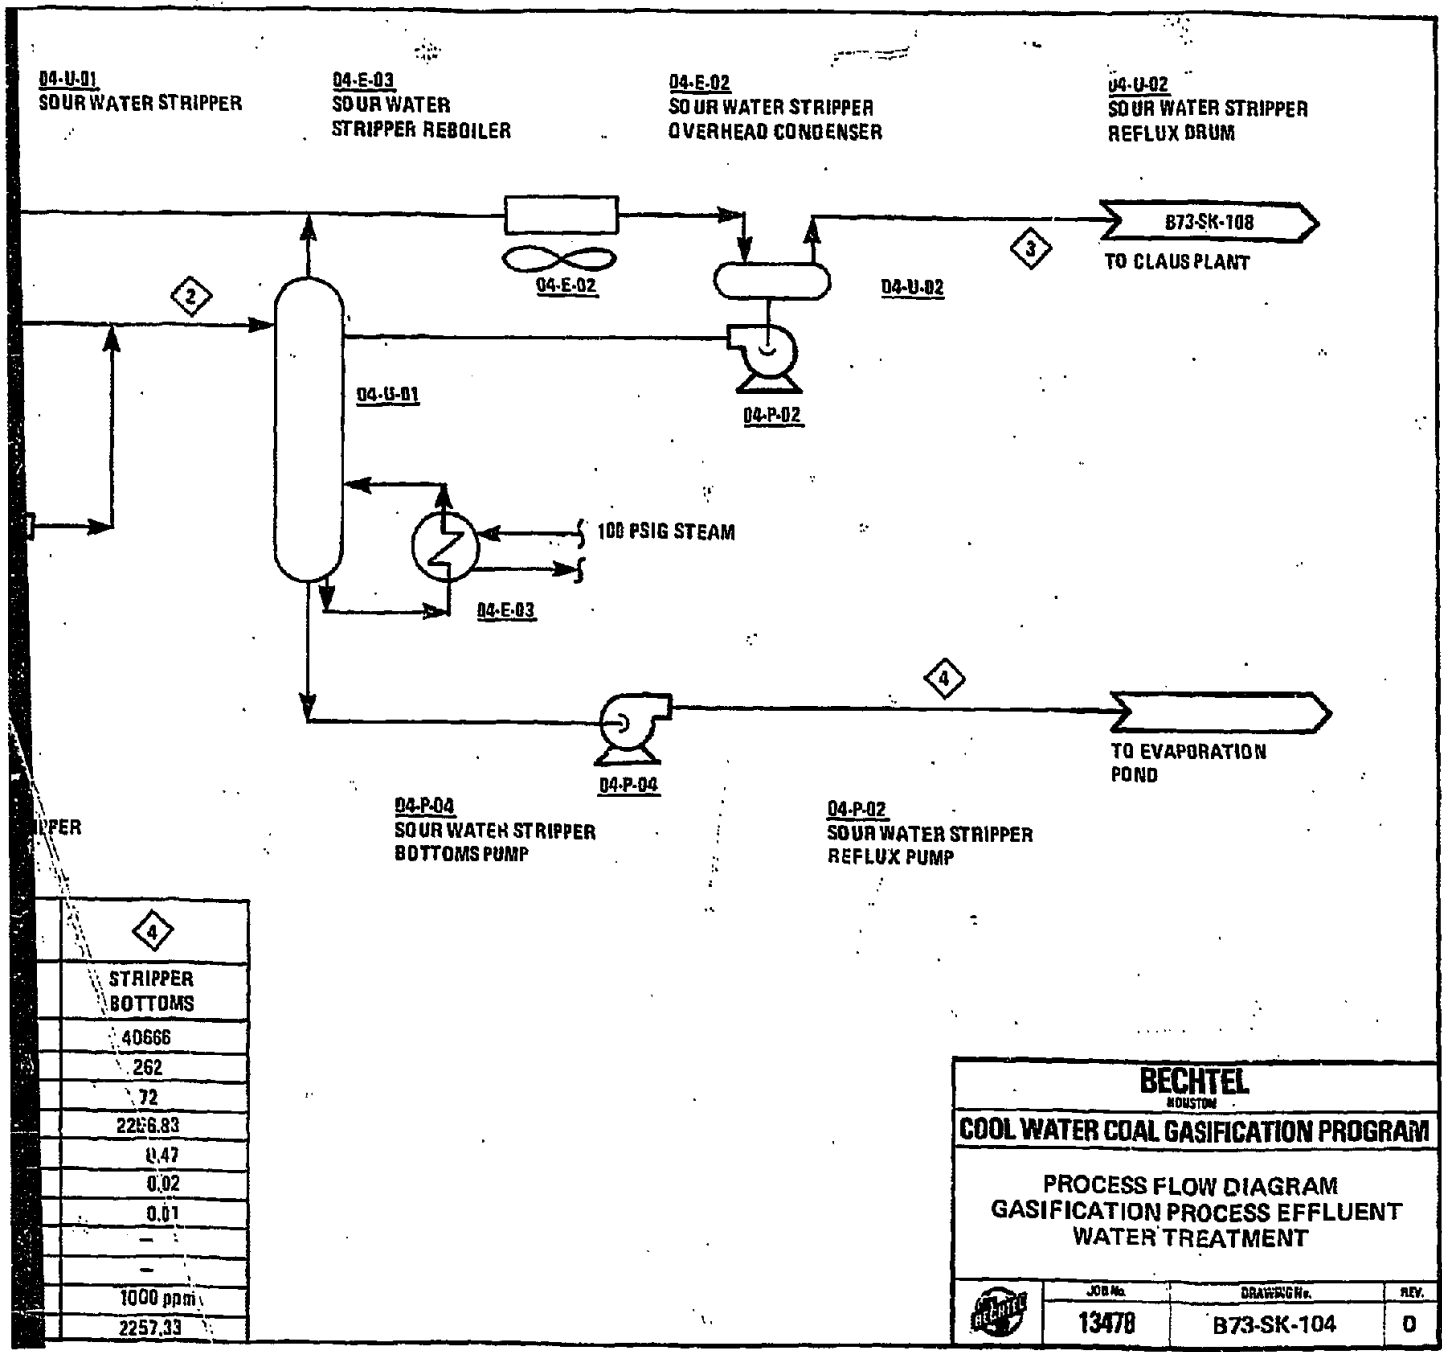 04-U-01
SOUR WATER STRIPPER
04-E-03
SOUR WATER
STRIPPER REBOILER
04-E-02
SOUR WATER STRIPPER
OVERHEAD CONDENSER
04-U-02
SOUR WATER STRIPPER
REFLUX DRUM
B73-SK-108
TO CLAUS PLANT
3
04-E-02
04-U-02
2
04-U-01
04-P-02
100 PSIG STEAM
04-E-03
4
TO EVAPORATION
POND
04-P-04
04-P-04
SOUR WATER STRIPPER
BOTTOMS PUMP
04-P-02
SOUR WATER STRIPPER
REFLUX PUMP
4
STRIPPER
BOTTOMS
40666
262
72
2256.83
0.47
0.02
0.01
–
–
1000 ppm
2257.33
BECHTEL
HOUSTON
COOL WATER COAL GASIFICATION PROGRAM
PROCESS FLOW DIAGRAM
GASIFICATION PROCESS EFFLUENT
WATER TREATMENT
BECHTEL
JOB No.
DRAWING No.
REV.
13478
B73-SK-104
0